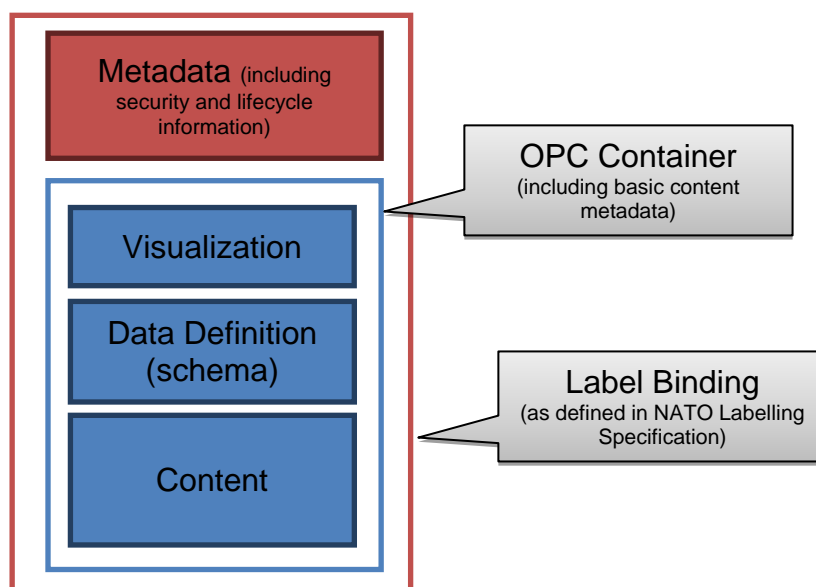 Metadata (including
security and lifecycle
information)
OPC Container
(including basic content
metadata)
Visualization
Data Definition
(schema)
Label Binding
(as defined in NATO Labelling
Specification)
Content